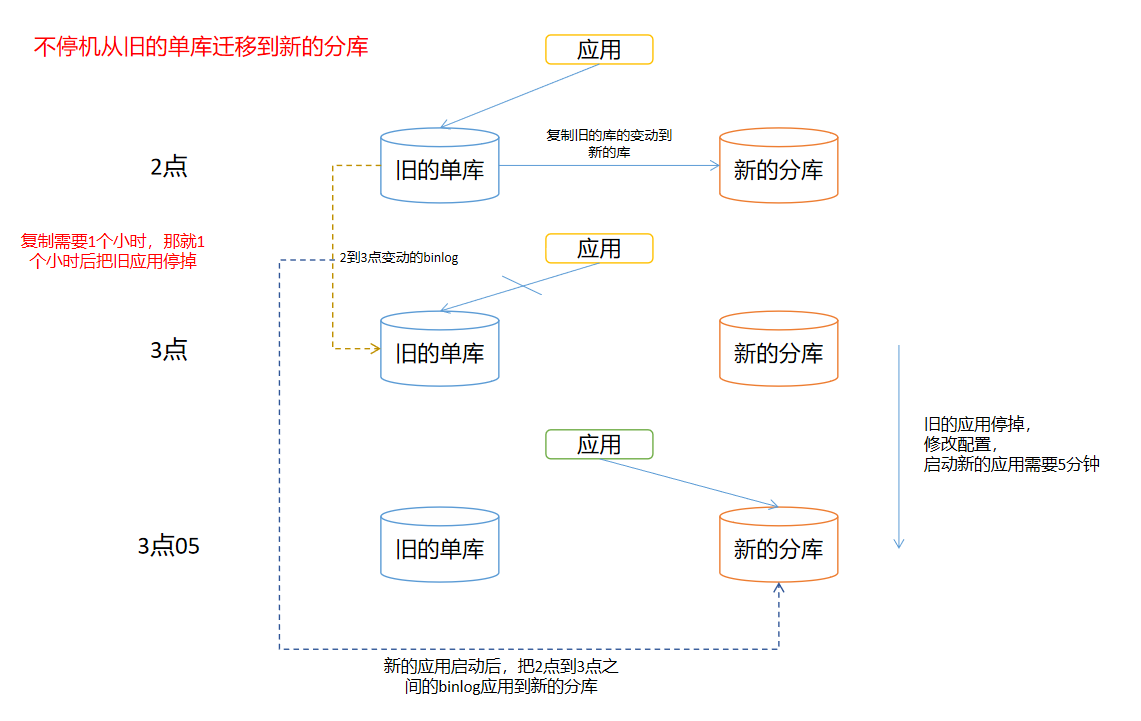 不停机从旧的单库迁移到新的分库
应用
2点
旧的单库
复制旧的库的变动到
新的库
新的分库
复制需要1个小时，那就1
个小时后把旧应用停掉
2到3点变动的binlog
应用
3点
旧的单库
新的分库
旧的应用停掉，
修改配置，
启动新的应用需要5分钟
应用
3点05
旧的单库
新的分库
新的应用启动后，把2点到3点之
间的binlog应用到新的分库